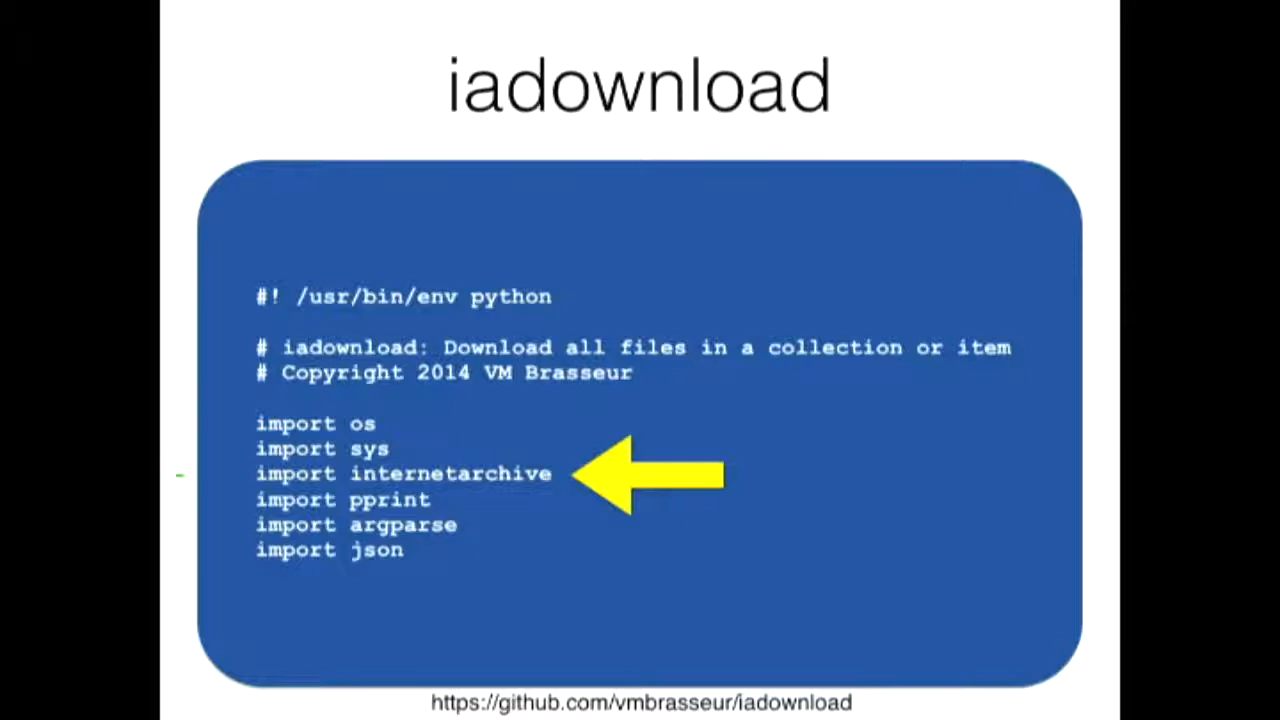 iadownload
#! /usr/bin/env python
# iadownload: Download all files in a collection or item
# Copyright 2014 VM Brasseur
import os
import sys
import internetarchive
import pprint
import argparse
import json
https://github.com/vmbrasseur/iadownload